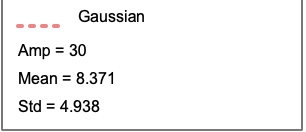 Gaussian
Amp = 30
Mean = 8.371
Std = 4.938